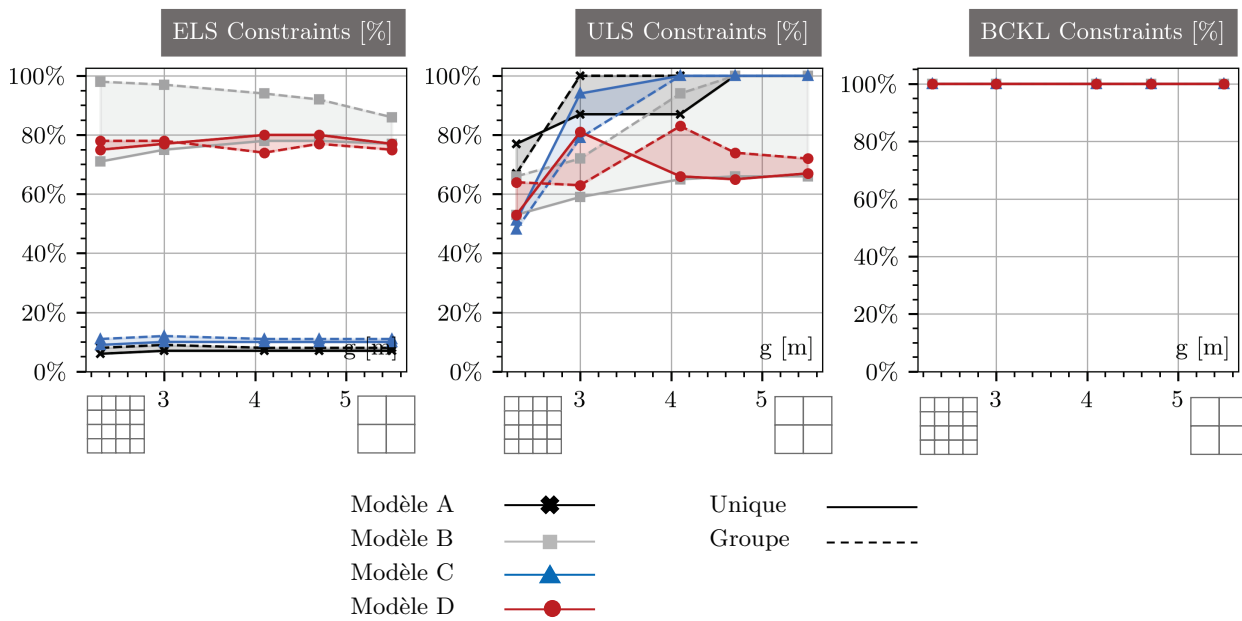 ELS Constraints [%]
100%
80%
60%
40%
20%
0%
3
4
5
g [m]
ULS Constraints [%]
100%
80%
60%
40%
20%
0%
3
4
5
g [m]
BCKL Constraints [%]
100%
80%
60%
40%
20%
0%
3
4
5
g [m]
Modèle A
Modèle B
Modèle C
Modèle D
Unique
Groupe